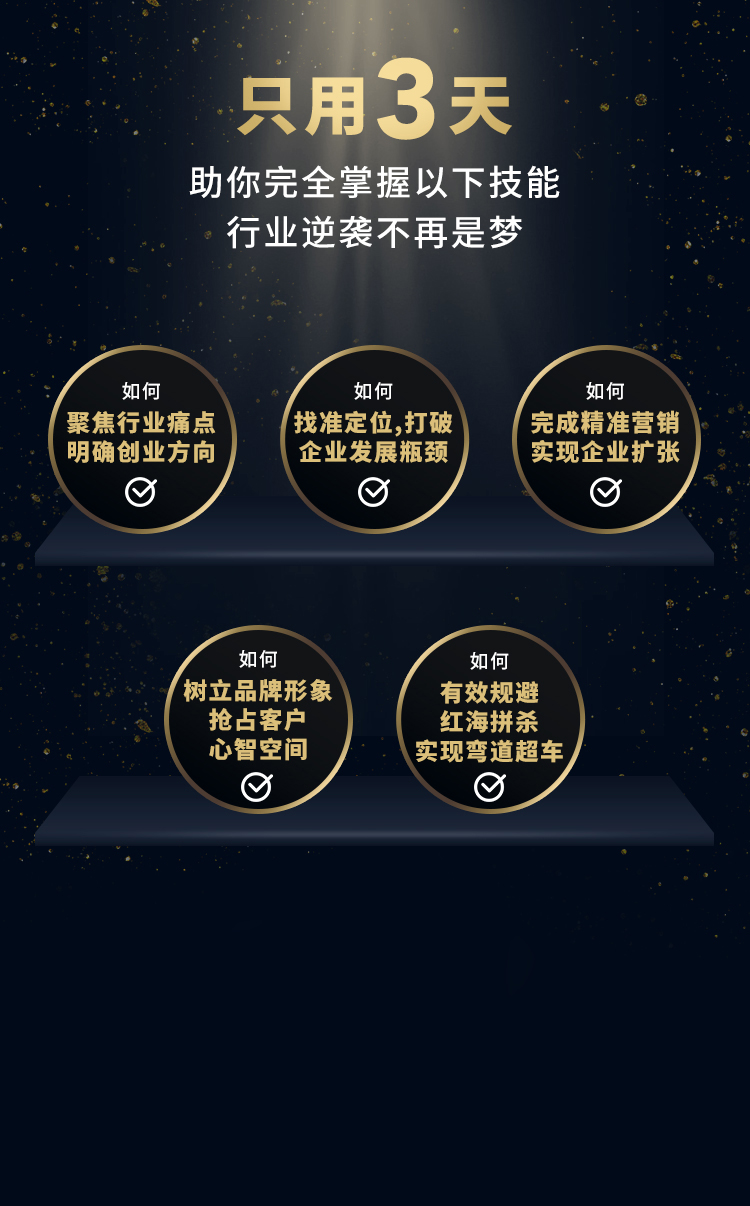 只用3天
助你完全掌握以下技能
行业逆袭不再是梦
如何
聚焦行业痛点
明确创业方向
如何
找准定位,打破
企业发展瓶颈
如何
完成精准营销
实现企业扩张
如何
树立品牌形象
抢占客户
心智空间
如何
有效规避
红海拼杀
实现弯道超车